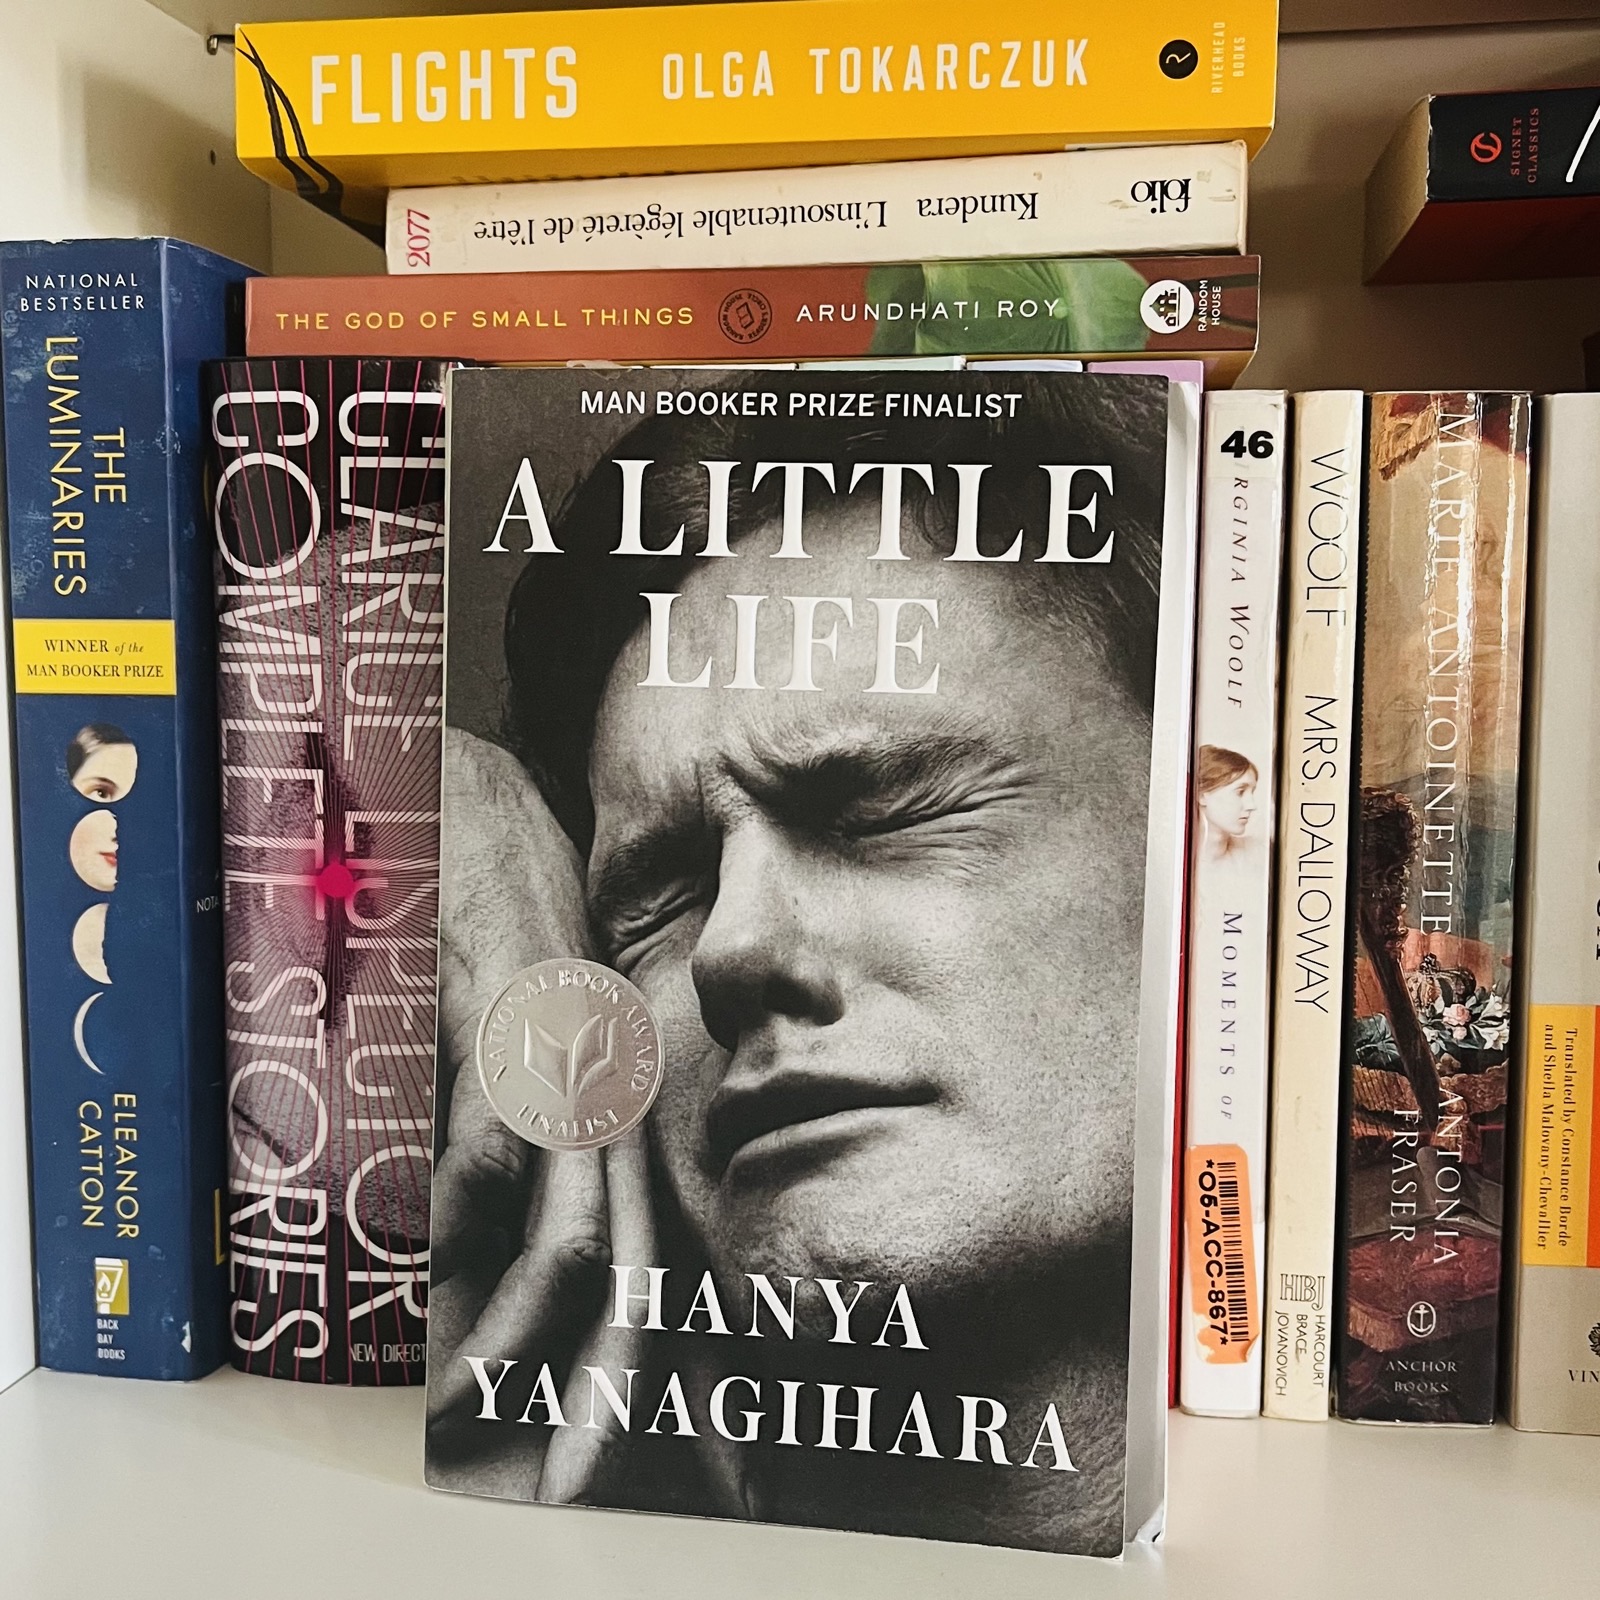 FLIGHTS OLGA TOKARCZUK
RIVERHEAD
BOOKS
folio
Kundera L'insoutenable légèreté de l'être
2077
THE GOD OF SMALL THINGS ARUNDHATI ROY
RANDOM
HOUSE
SIGNET
CLASSICS
NATIONAL
BESTSELLER
THE
LUMINARIES
WINNER of the
MAN BOOKER PRIZE
ELEANOR
CATTON
BACK
BAY
BOOKS
CLARICE LISPECTOR
COMPLETE STORIES
NEW DIRECT
MAN BOOKER PRIZE FINALIST
A LITTLE
LIFE
NATIONAL BOOK AWARD
FINALIST
HANYA
YANAGIHARA
46
VIRGINIA WOOLF
MOMENTS OF
*05-ACC-867*
WOOLF MRS. DALLOWAY
HBJ
HARCOURT
BRACE
JOVANOVICH
MARIE ANTOINETTE
ANTONIA
FRASER
ANCHOR
BOOKS
Translated by Constance Borde
and Sheila Malovany-Chevallier
VIN